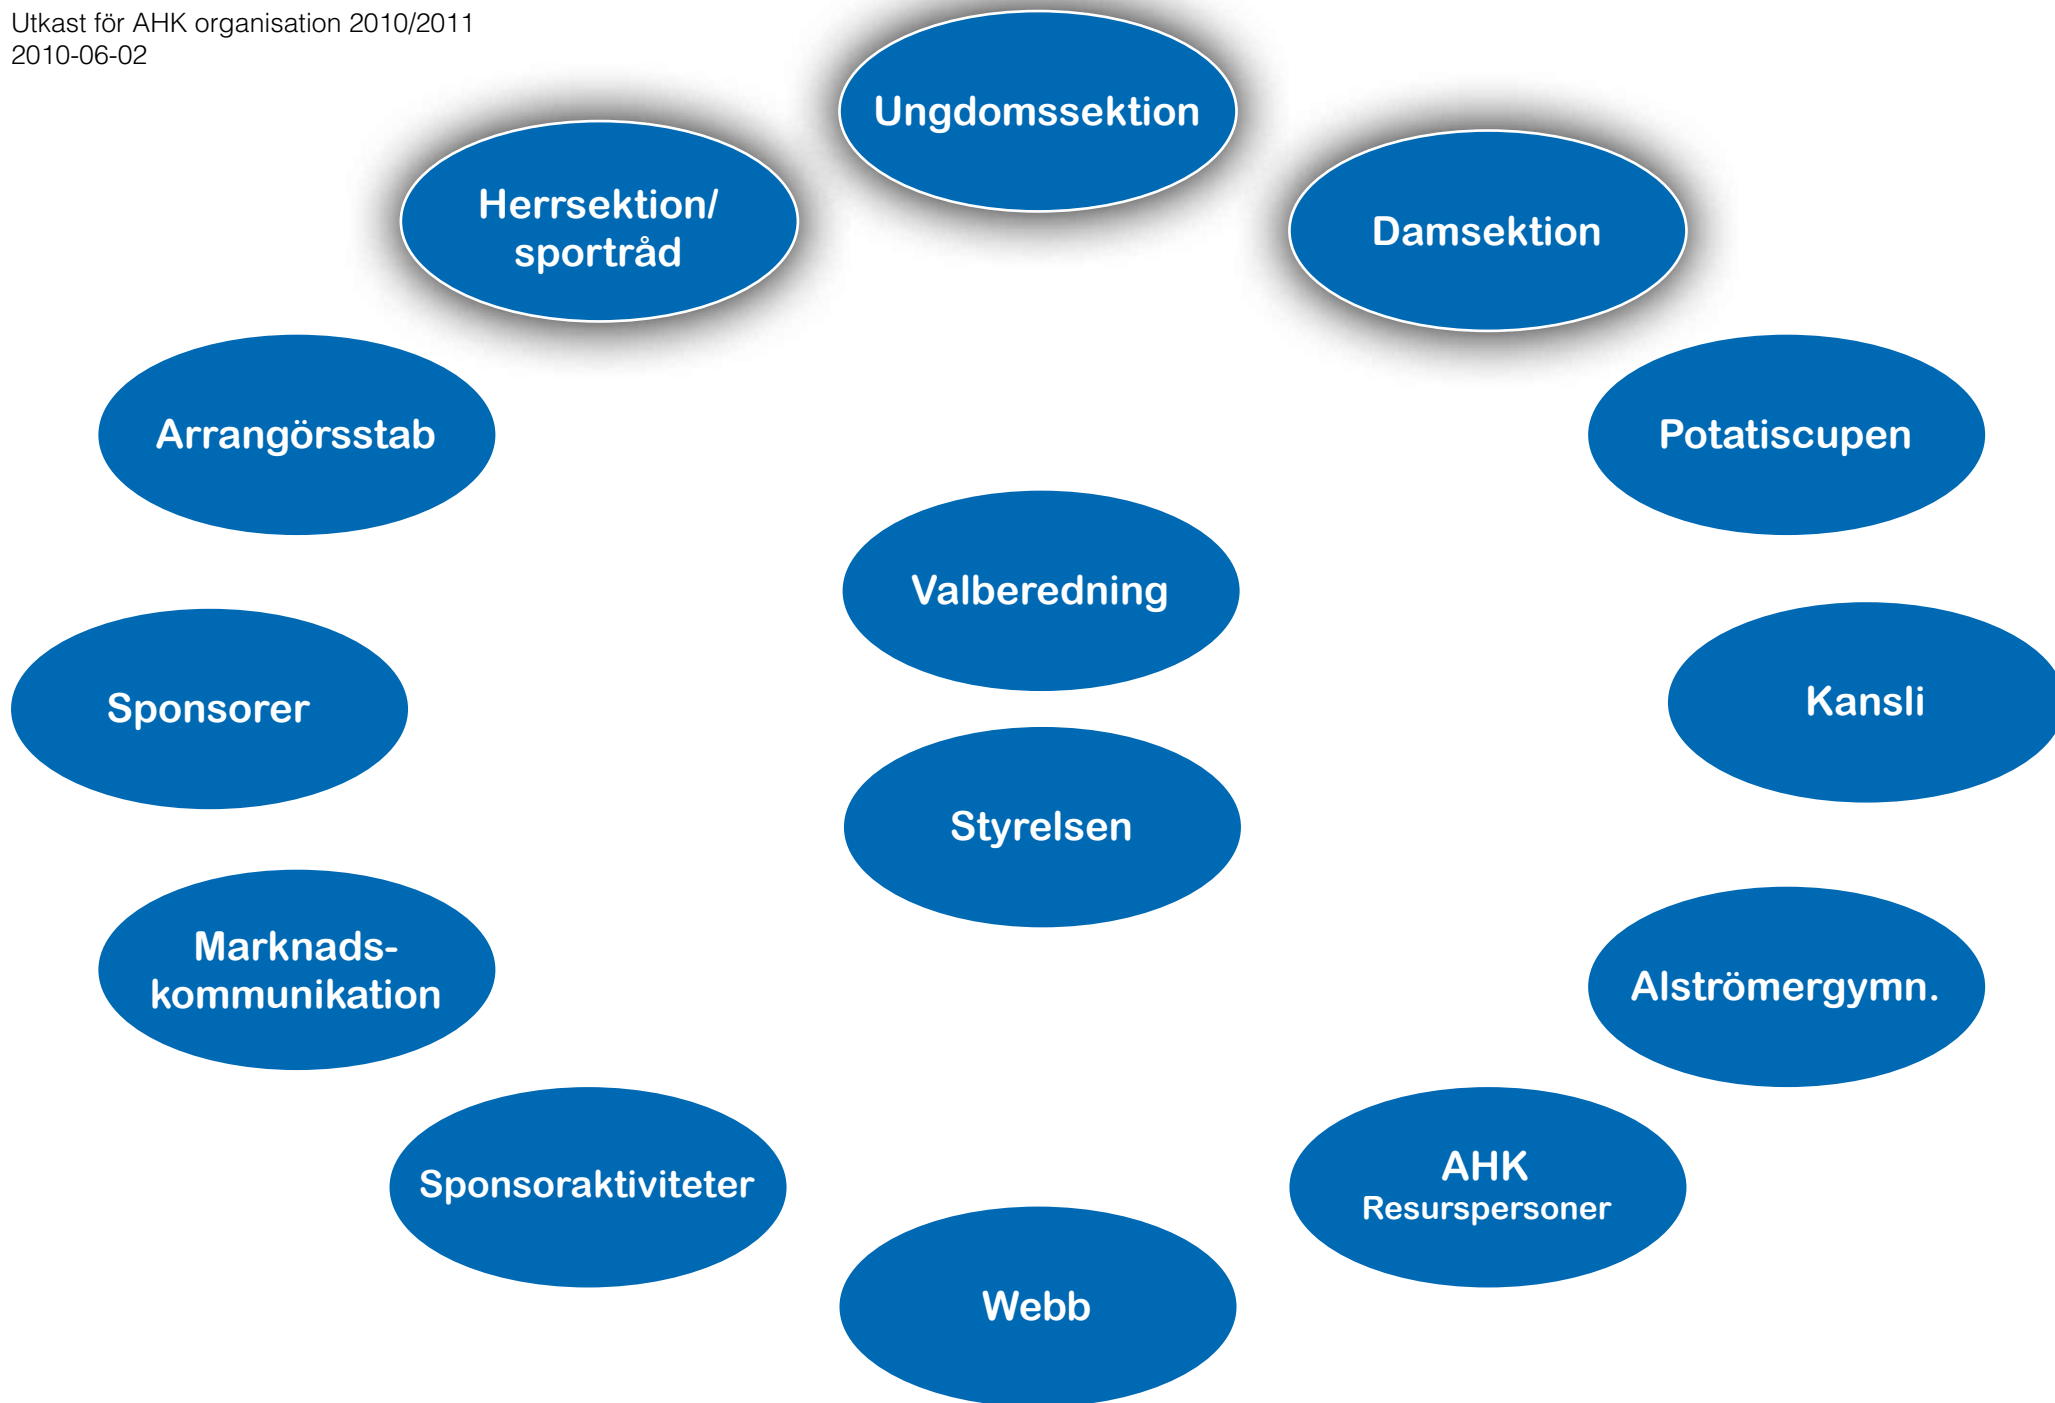 Utkast för AHK organisation 2010/2011
2010-06-02
Ungdomssektion
Herrsektion/
sportråd
Damsektion
Arrangörsstab
Potatiscupen
Valberedning
Sponsorer
Kansli
Styrelsen
Marknads-
kommunikation
Alströmergymn.
Sponsoraktiviteter
AHK
Resurspersoner
Webb